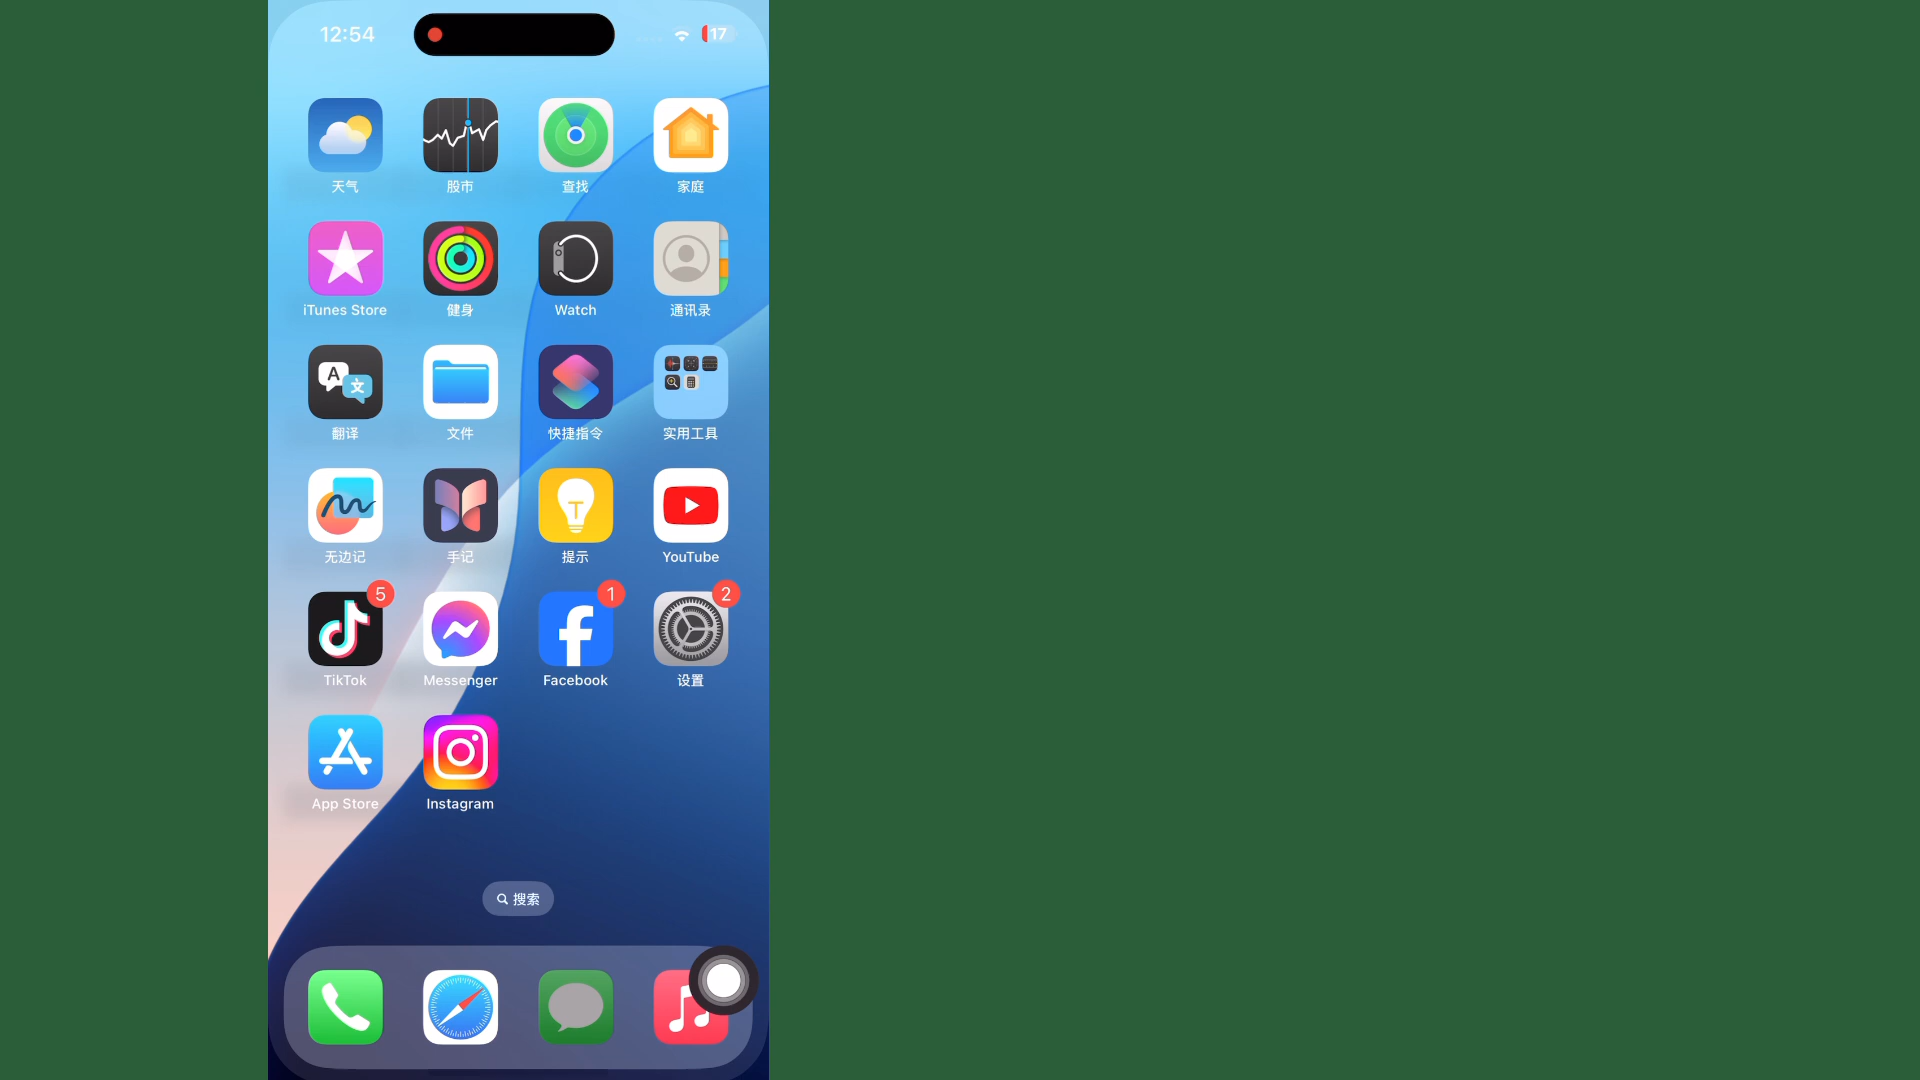 12:54
17
天气
股市
查找
家庭
iTunes Store
健身
Watch
通讯录
A
文
翻译
文件
快捷指令
实用工具
无边记
手记
提示
YouTube
5
1
2
TikTok
Messenger
Facebook
设置
App Store
Instagram
搜索